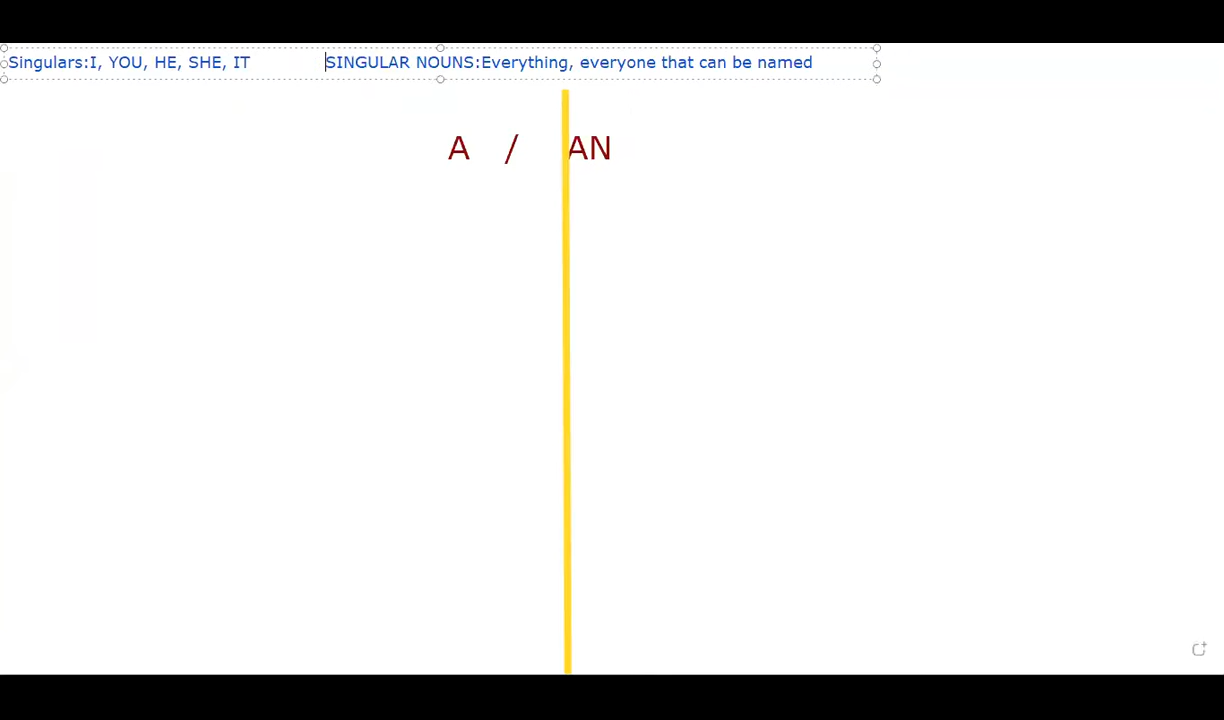 Singulars:I, YOU, HE, SHE, IT SINGULAR NOUNS:Everything, everyone that can be named
A / AN